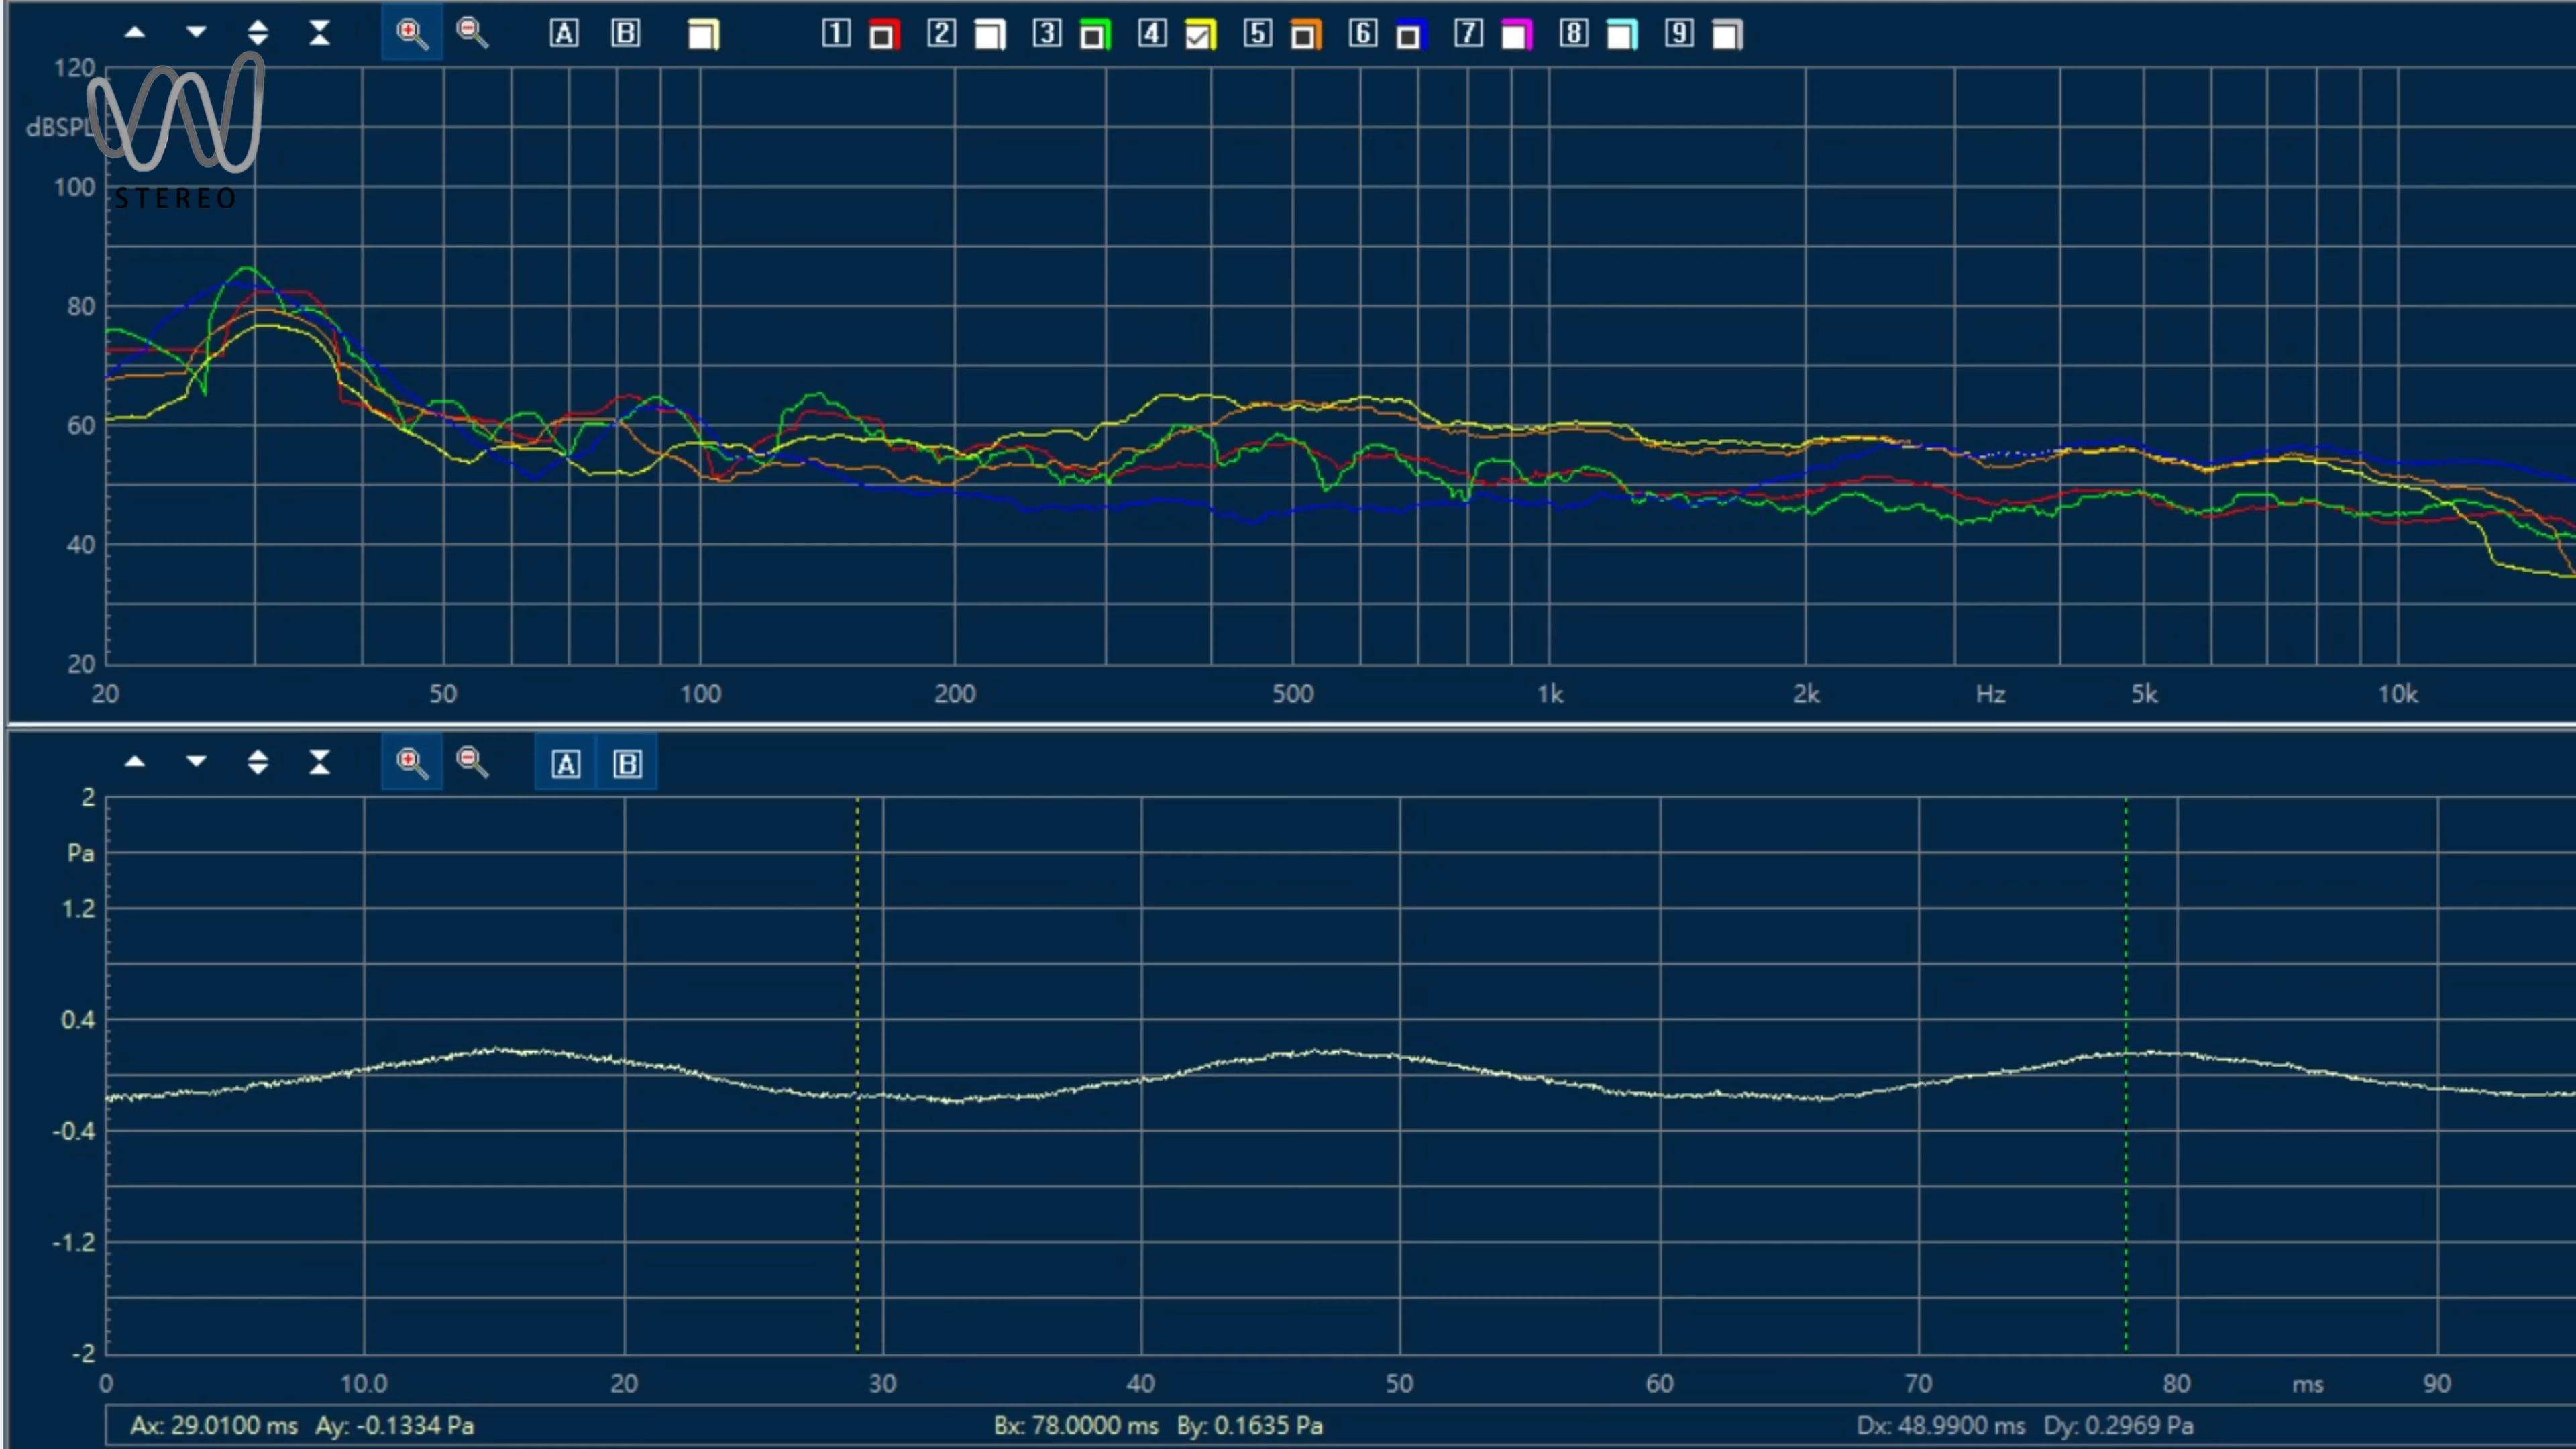 A B 1 2 3 4 5 6 7 8 9
120
dBSPL
STEREO
100
80
60
40
20
20 50 100 200 500 1k 2k Hz 5k 10k
A B
2
Pa
1.2
0.4
-0.4
-1.2
-2
0 10.0 20 30 40 50 60 70 80 ms 90
Ax: 29.0100 ms Ay: -0.1334 Pa Bx: 78.0000 ms By: 0.1635 Pa Dx: 48.9900 ms Dy: 0.2969 Pa